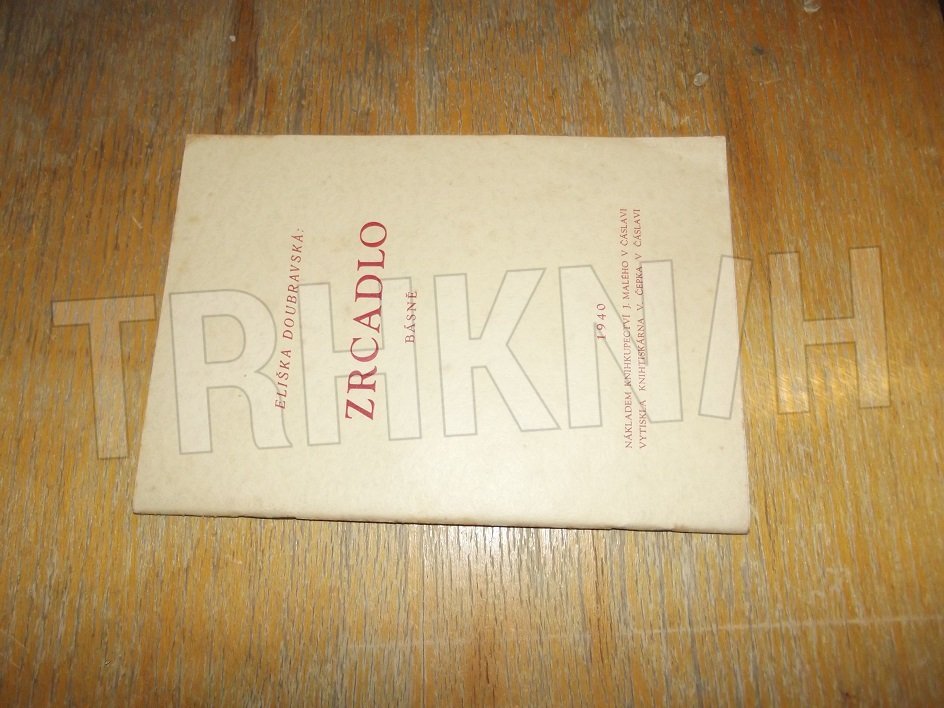 ELIŠKA DOUBRAVSKÁ:
ZRCADLO
BÁSNĚ
1940
NÁKLADEM KNIHKUPECTVÍ J. MALÉHO V ČÁSLAVI
VYTISKLA KNIHTISKÁRNA V. ČEPKA V ČÁSLAVI
TRHKNIH